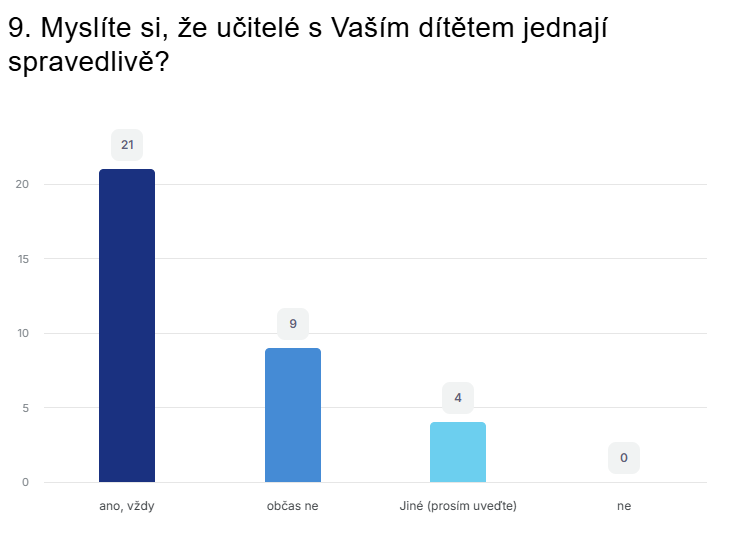 9. Myslíte si, že učitelé s Vaším dítětem jednají
spravedlivě?
21
20
15
9
10
4
5
0
0
ano, vždy
občas ne
Jiné (prosím uveďte)
ne